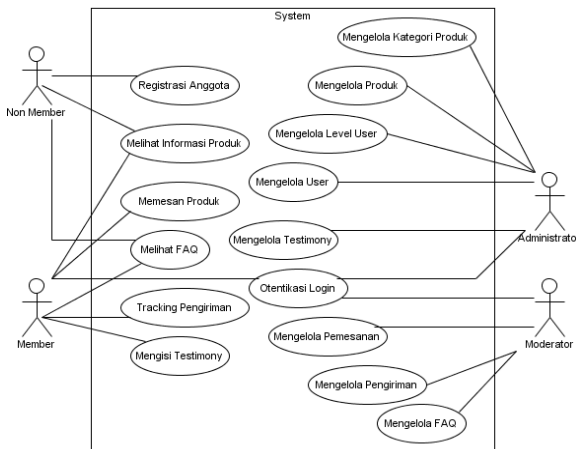 System
Mengelola Kategori Produk
Registrasi Anggota
Mengelola Produk
Non Member
Melihat Informasi Produk
Mengelola Level User
Mengelola User
Memesan Produk
Administrato
Mengelola Testimony
Melihat FAQ
Otentikasi Login
Tracking Pengiriman
Member
Mengelola Pemesanan
Moderator
Mengisi Testimony
Mengelola Pengiriman
Mengelola FAQ